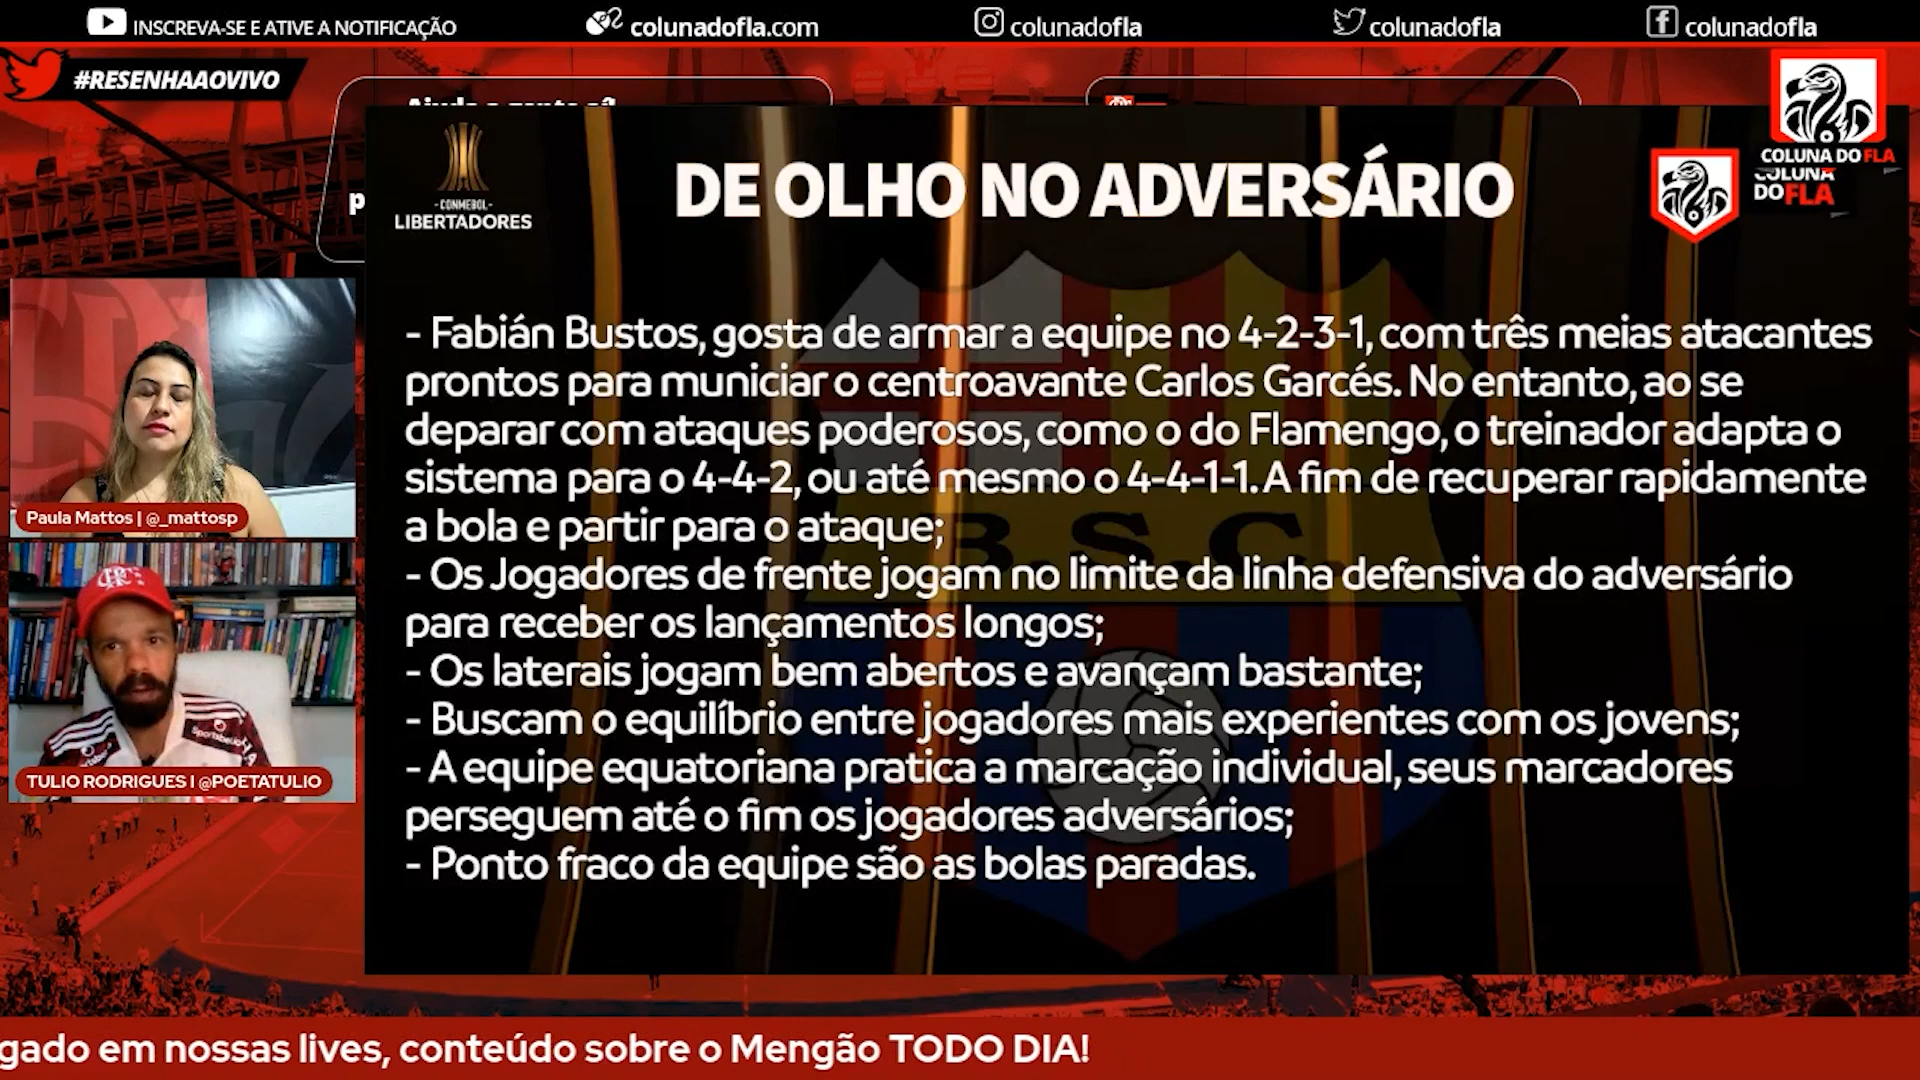 INSCREVA-SE E ATIVE A NOTIFICAÇÃO
colunadofla.com
colunadofla
colunadofla
colunadofla
#RESENHAAOVIVO
COLUNA DO FLA
COLUNA
DO FLA
-CONMEBOL-
LIBERTADORES
DE OLHO NO ADVERSÁRIO
- Fabián Bustos, gosta de armar a equipe no 4-2-3-1, com três meias atacantes
prontos para municiar o centroavante Carlos Garcés. No entanto, ao se
deparar com ataques poderosos, como o do Flamengo, o treinador adapta o
sistema para o 4-4-2, ou até mesmo o 4-4-1-1. A fim de recuperar rapidamente
a bola e partir para o ataque;
- Os Jogadores de frente jogam no limite da linha defensiva do adversário
para receber os lançamentos longos;
- Os laterais jogam bem abertos e avançam bastante;
- Buscam o equilíbrio entre jogadores mais experientes com os jovens;
- A equipe equatoriana pratica a marcação individual, seus marcadores
perseguem até o fim os jogadores adversários;
- Ponto fraco da equipe são as bolas paradas.
B.S.C.
Paula Mattos | @_mattosp
TULIO RODRIGUES I @POETATULIO
gado em nossas lives, conteúdo sobre o Mengão TODO DIA!